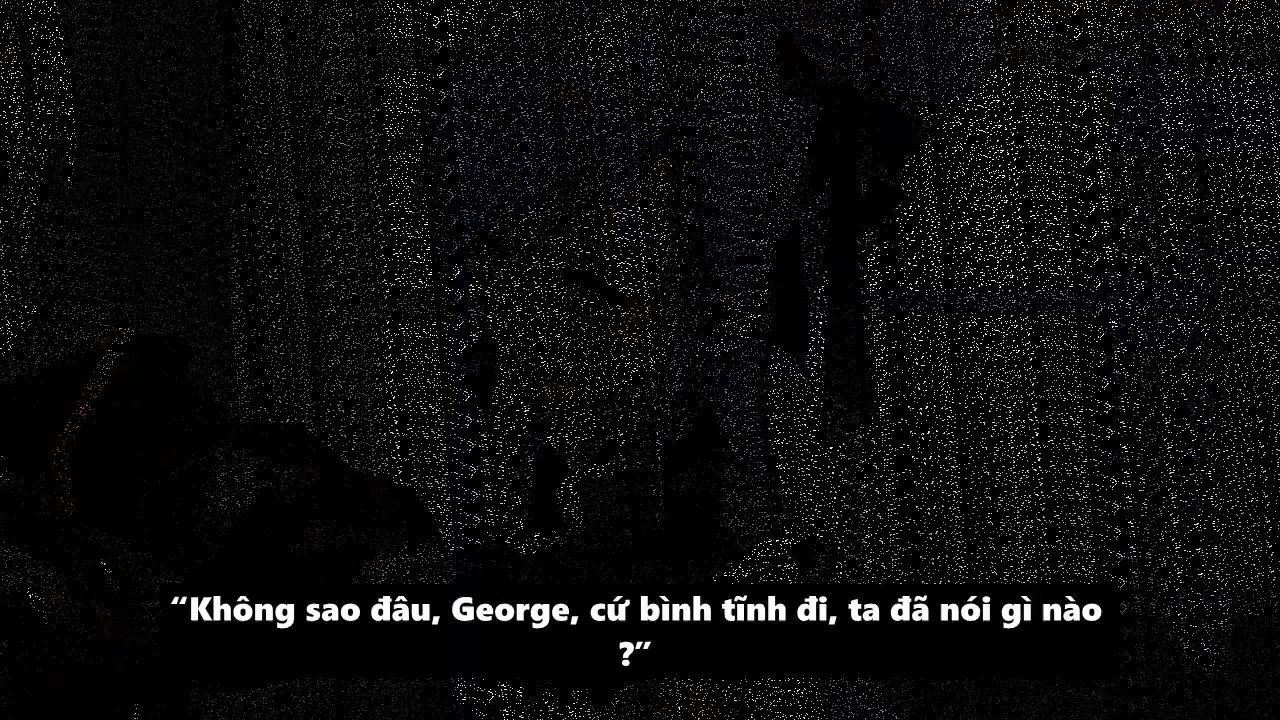 “Không sao đâu, George, cứ bình tĩnh đi, ta đã nói gì nào
?”